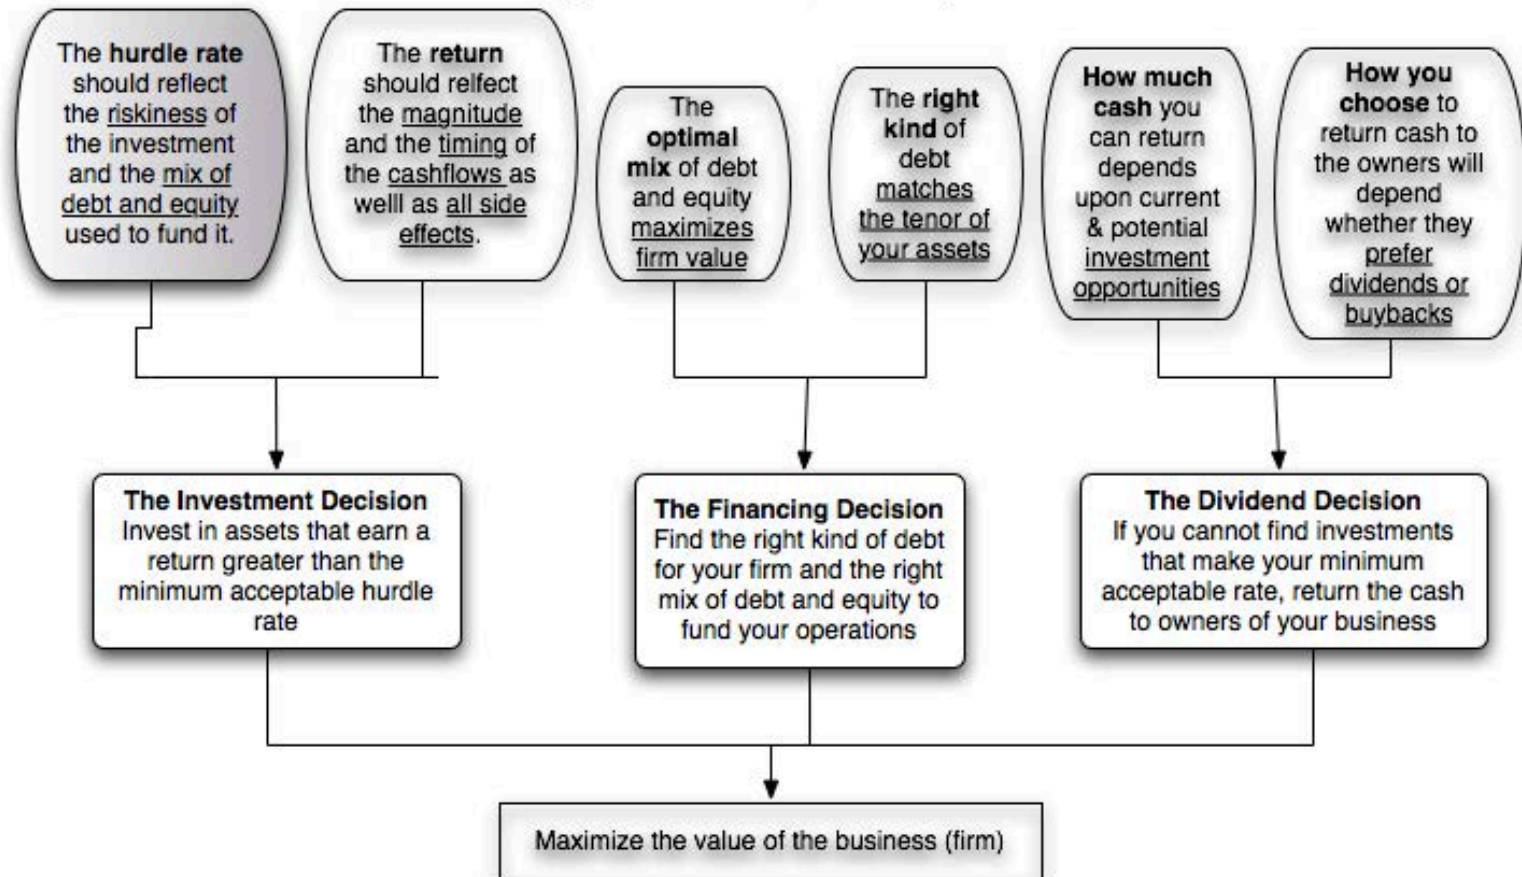 The hurdle rate
should reflect
the riskiness of
the investment
and the mix of
debt and equity
used to fund it.
The return
should relfect
the magnitude
and the timing of
the cashflows as
welll as all side
effects.
The
optimal
mix of debt
and equity
maximizes
firm value
The right
kind of
debt
matches
the tenor of
your assets
How much
cash you
can return
depends
upon current
& potential
investment
opportunities
How you
choose to
return cash to
the owners will
depend
whether they
prefer
dividends or
buybacks
The Investment Decision
Invest in assets that earn a
return greater than the
minimum acceptable hurdle
rate
The Financing Decision
Find the right kind of debt
for your firm and the right
mix of debt and equity to
fund your operations
The Dividend Decision
If you cannot find investments
that make your minimum
acceptable rate, return the cash
to owners of your business
Maximize the value of the business (firm)